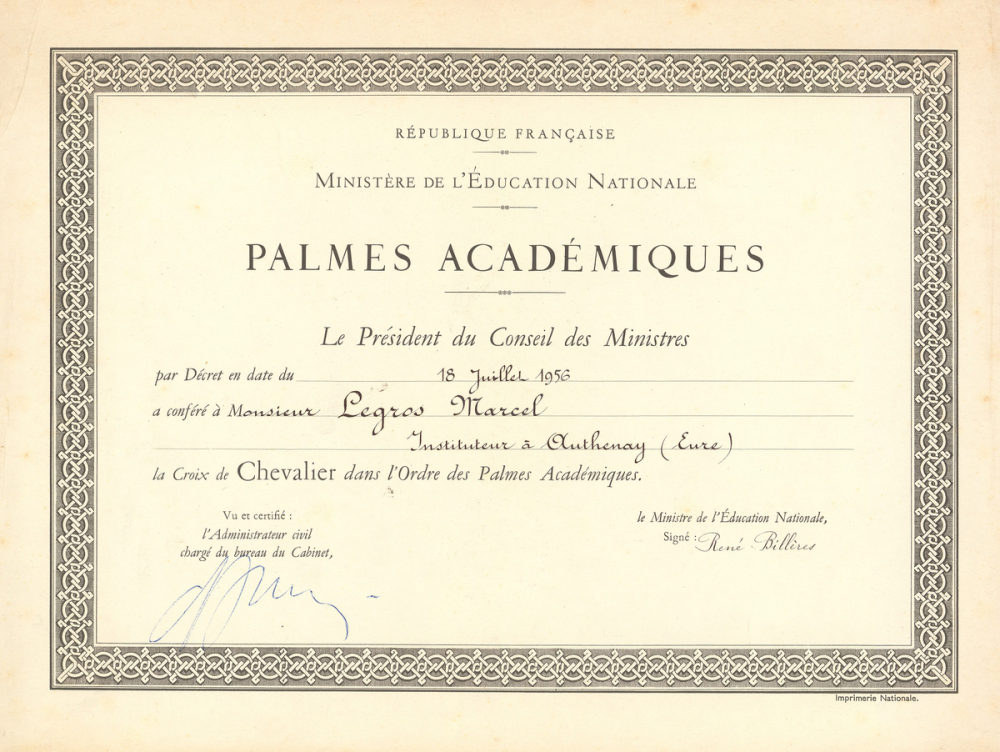 RÉPUBLIQUE FRANÇAISE
MINISTÈRE DE L'ÉDUCATION NATIONALE
PALMES ACADÉMIQUES
Le Président du Conseil des Ministres
par Décret en date du 18 Juillet 1956
a conféré à Monsieur Legros Marcel
Instituteur à Authenay (Eure)
la Croix de Chevalier dans l'Ordre des Palmes Académiques.
Vu et certifié :
l'Administrateur civil
chargé du bureau du Cabinet,
le Ministre de l'Éducation Nationale,
Signé : René Billères
Imprimerie Nationale.